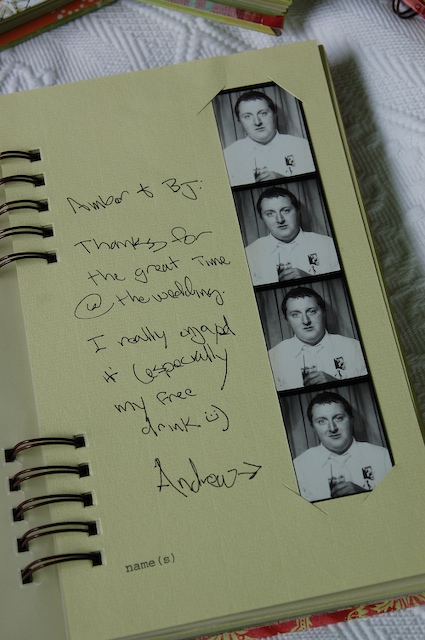 Amber + BJ:
Thanks for
the great time
@ the wedding.
I really enjoyed
it (especially
my free
drink :)
Andrew →
name(s)